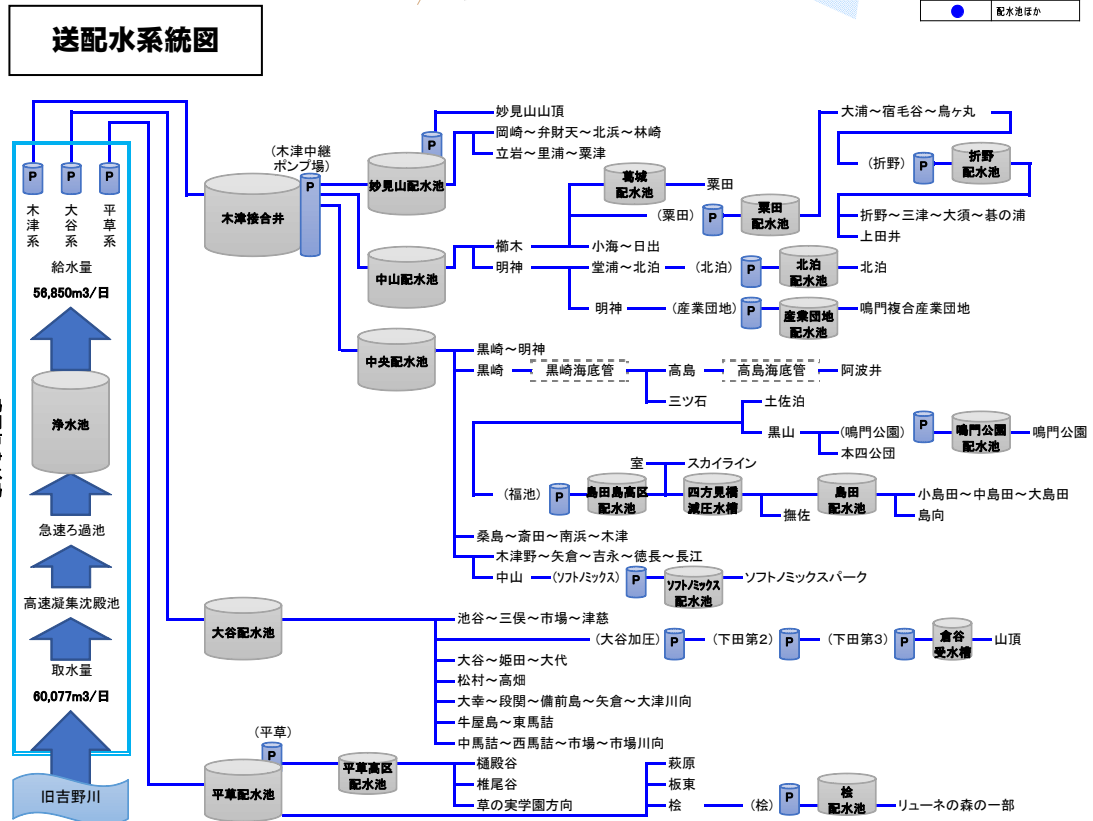 配水池ほか
送配水系統図
P
P
P
木津系
大谷系
平草系
給水量
56,850m3/日
浄水池
急速ろ過池
高速凝集沈殿池
取水量
60,077m3/日
旧吉野川
木津接合井
(木津中継
ポンプ場)
P
P
妙見山配水池
妙見山山頂
岡崎～弁財天～北浜～林崎
立岩～里浦～粟津
中山配水池
櫛木
明神
葛城
配水池
粟田
(粟田)
P
粟田
配水池
大浦～宿毛谷～鳥ヶ丸
(折野)
P
折野
配水池
折野～三津～大須～碁の浦
上田井
小海～日出
堂浦～北泊
(北泊)
P
北泊
配水池
北泊
明神
(産業団地)
P
産業団地
配水池
鳴門複合産業団地
中央配水池
黒崎～明神
黒崎
黒崎海底管
高島
高島海底管
阿波井
三ツ石
土佐泊
黒山
(鳴門公園)
P
鳴門公園
配水池
鳴門公園
本四公団
(福池)
P
島田島高区
配水池
室
スカイライン
四方見橋
減圧水槽
撫佐
島田
配水池
小島田～中島田～大島田
島向
桑島～斎田～南浜～木津
木津野～矢倉～吉永～徳長～長江
中山
(ソフトノミックス)
P
ソフトノミックス
配水池
ソフトノミックスパーク
大谷配水池
池谷～三俣～市場～津慈
(大谷加圧)
P
(下田第2)
P
(下田第3)
P
倉谷
受水槽
山頂
大谷～姫田～大代
松村～高畑
大幸～段関～備前島～矢倉～大津川向
牛屋島～東馬詰
中馬詰～西馬詰～市場～市場川向
平草配水池
(平草)
P
平草高区
配水池
樋殿谷
椎尾谷
草の実学園方向
萩原
板東
桧
(桧)
P
桧
配水池
リューネの森の一部